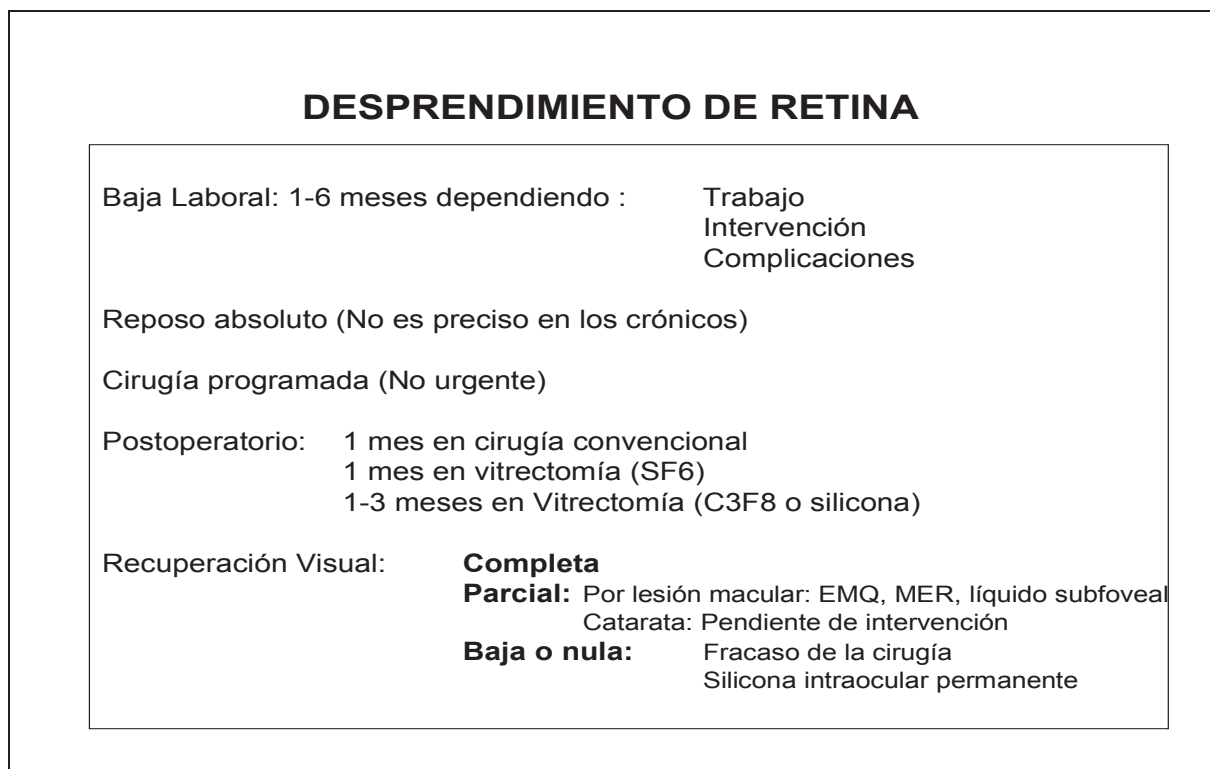 DESPRENDIMIENTO DE RETINA
Baja Laboral: 1-6 meses dependiendo : Trabajo
Intervención
Complicaciones
Reposo absoluto (No es preciso en los crónicos)
Cirugía programada (No urgente)
Postoperatorio: 1 mes en cirugía convencional
1 mes en vitrectomía (SF6)
1-3 meses en Vitrectomía (C3F8 o silicona)
Recuperación Visual: Completa
Parcial: Por lesión macular: EMQ, MER, líquido subfoveal
Catarata: Pendiente de intervención
Baja o nula: Fracaso de la cirugía
Silicona intraocular permanente